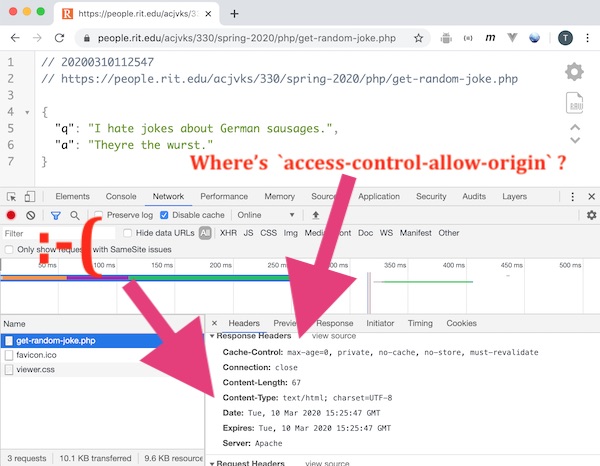 https://people.rit.edu/acjvks/3
people.rit.edu/acjvks/330/spring-2020/php/get-random-joke.php
1 // 20200310112547
2 // https://people.rit.edu/acjvks/330/spring-2020/php/get-random-joke.php
3
4 {
5 "q": "I hate jokes about German sausages.",
6 "a": "Theyre the wurst."
7 }
RAW
Where's `access-control-allow-origin` ?
Elements Console Network Performance Memory Application Security Audits Layers
Preserve log Disable cache Online
Filter Hide data URLs All XHR JS CSS Img Font Doc WS Manifest Other
:-(
Only show with SameSite issues
50 ms 100 ms 150 ms 200 ms 250 ms 350 ms 400 ms 450 ms 500 ms
Name
Headers Preview Response Initiator Timing Cookies
get-random-joke.php
favicon.ico
viewer.css
Response Headers view source
Cache-Control: max-age=0, private, no-cache, no-store, must-revalidate
Connection: close
Content-Length: 67
Content-Type: text/html; charset=UTF-8
Date: Tue, 10 Mar 2020 15:25:47 GMT
Expires: Tue, 10 Mar 2020 15:25:47 GMT
Server: Apache
Request Headers view source
3 requests 10.1 KB transferred 9.6 KB resource